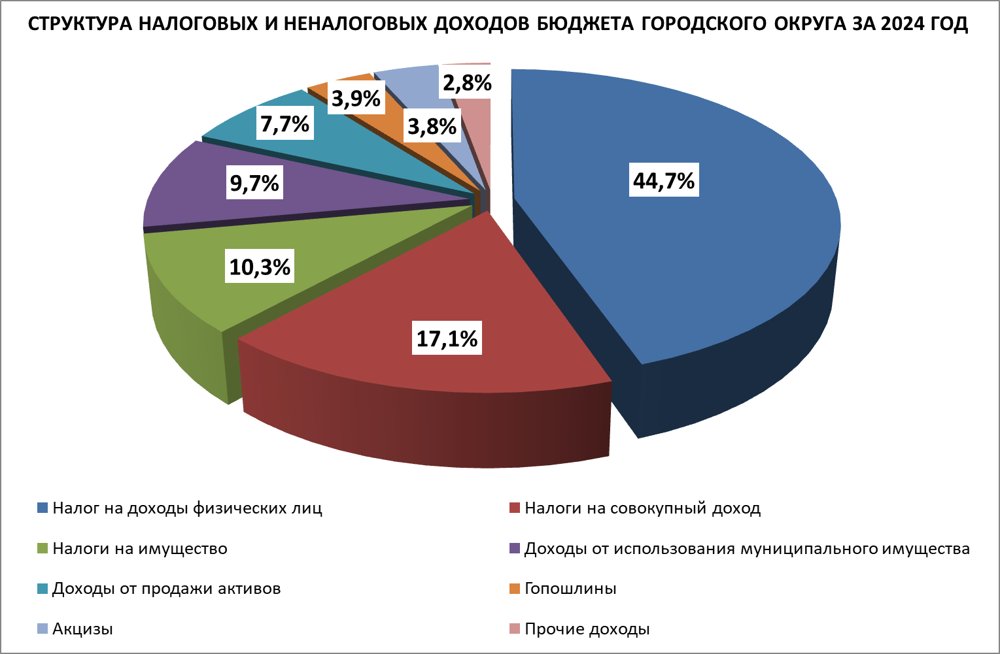 СТРУКТУРА НАЛОГОВЫХ И НЕНАЛОГОВЫХ ДОХОДОВ БЮДЖЕТА ГОРОДСКОГО ОКРУГА ЗА 2024 ГОД
2,8%
3,9%
7,7%
3,8%
44,7%
9,7%
10,3%
17,1%
Налог на доходы физических лиц
Налоги на совокупный доход
Налоги на имущество
Доходы от использования муниципального имущества
Доходы от продажи активов
Гопошлины
Акцизы
Прочие доходы